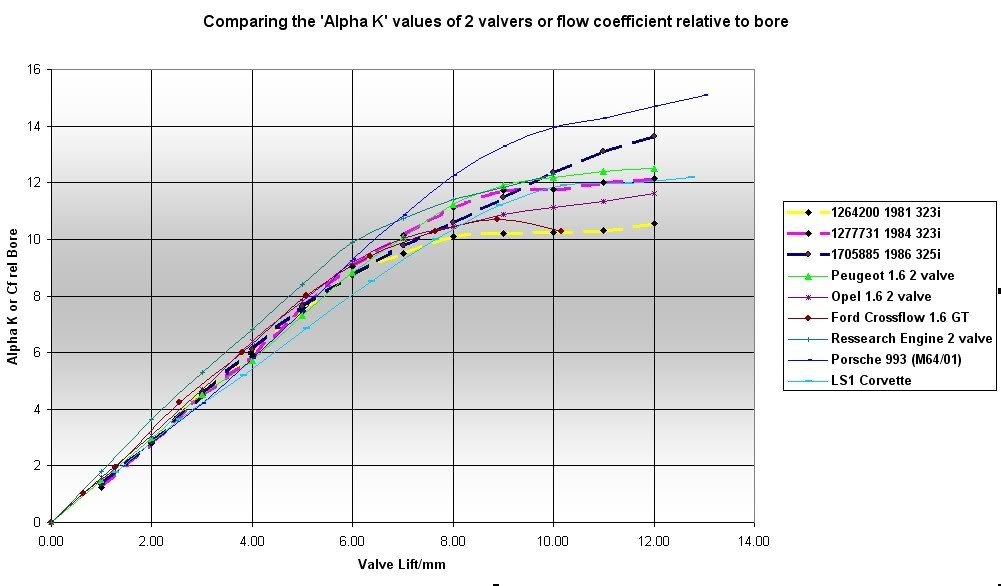 Comparing the 'Alpha K' values of 2 valvers or flow coefficient relative to bore
16
14
12
10
8
6
4
2
0
Alpha K or Cf rel Bore
0.00 2.00 4.00 6.00 8.00 10.00 12.00 14.00
Valve Lift/mm
1264200 1981 323i
1277731 1984 323i
1705885 1986 325i
Peugeot 1.6 2 valve
Opel 1.6 2 valve
Ford Crossflow 1.6 GT
Ressearch Engine 2 valve
Porsche 993 (M64/01)
LS1 Corvette